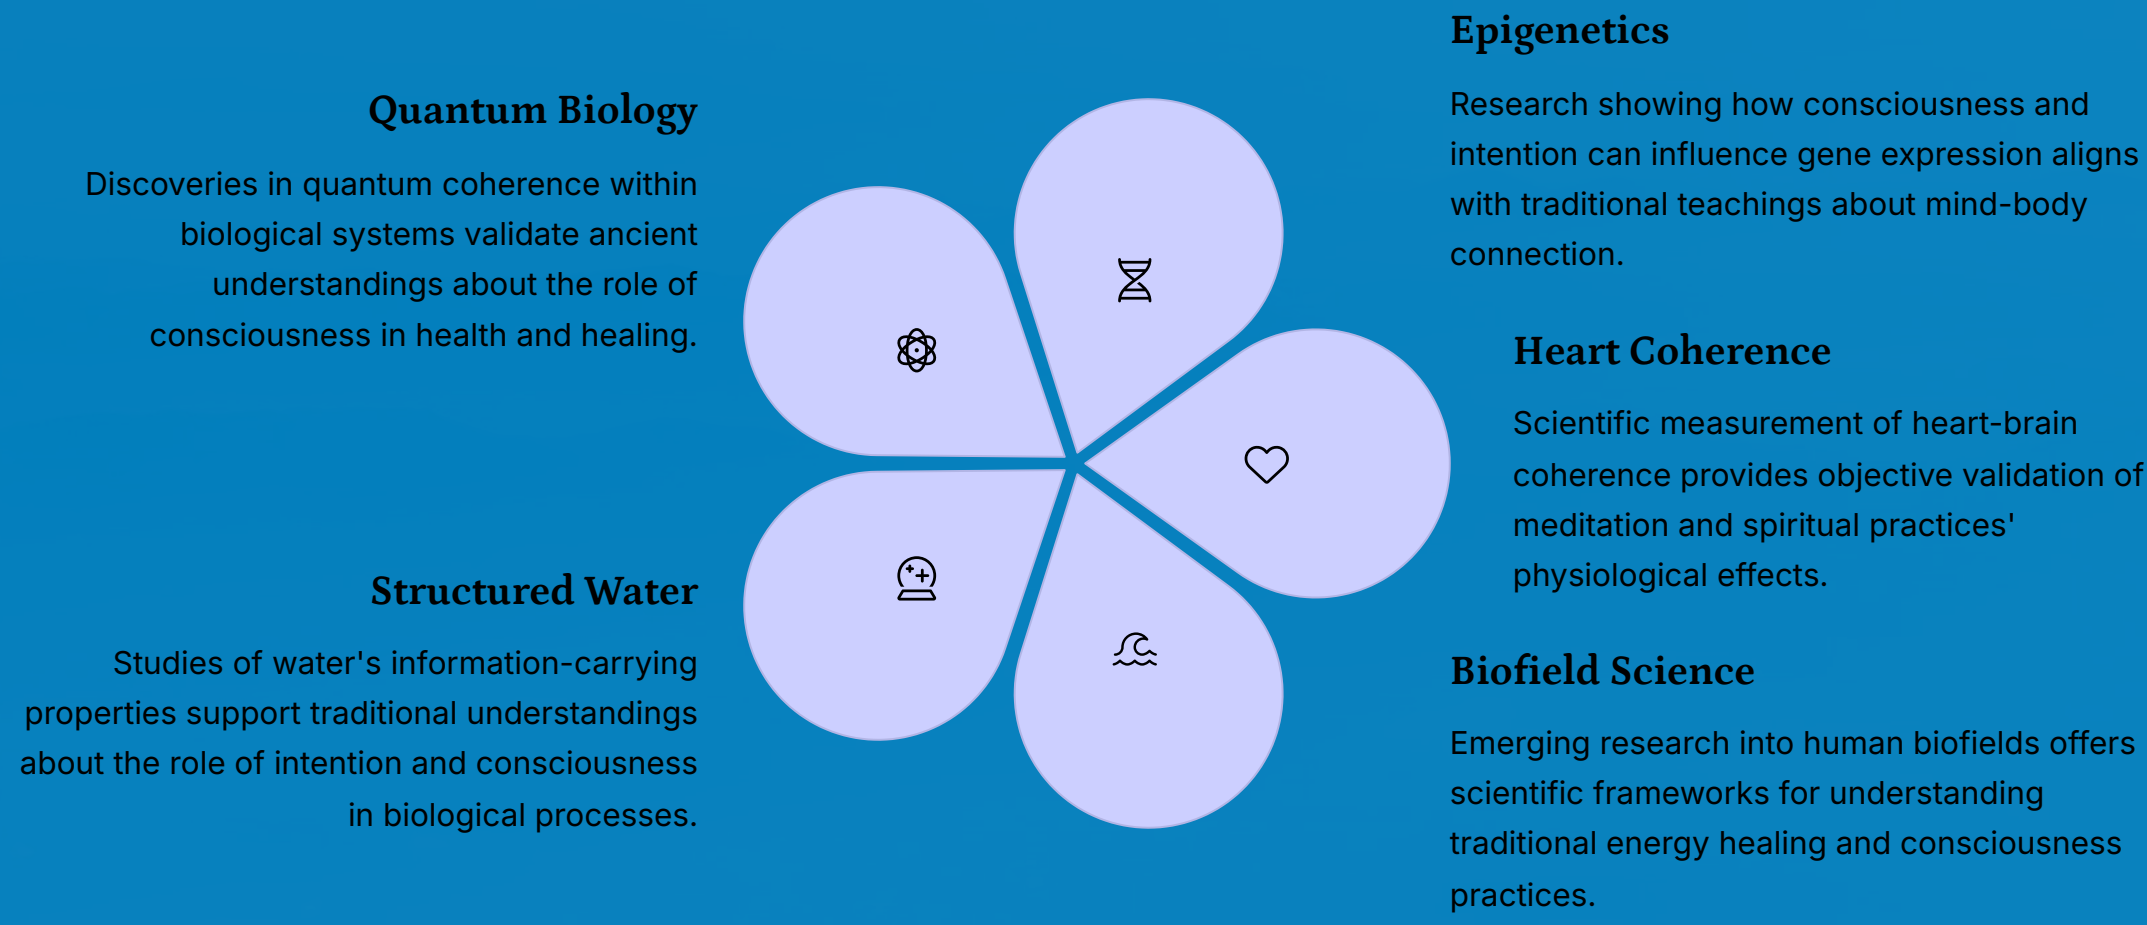 Quantum Biology
Discoveries in quantum coherence within
biological systems validate ancient
understandings about the role of
consciousness in health and healing.
Epigenetics
Research showing how consciousness and
intention can influence gene expression aligns
with traditional teachings about mind-body
connection.
Heart Coherence
Scientific measurement of heart-brain
coherence provides objective validation of
meditation and spiritual practices'
physiological effects.
Structured Water
Studies of water's information-carrying
properties support traditional understandings
about the role of intention and consciousness
in biological processes.
Biofield Science
Emerging research into human biofields offers
scientific frameworks for understanding
traditional energy healing and consciousness
practices.